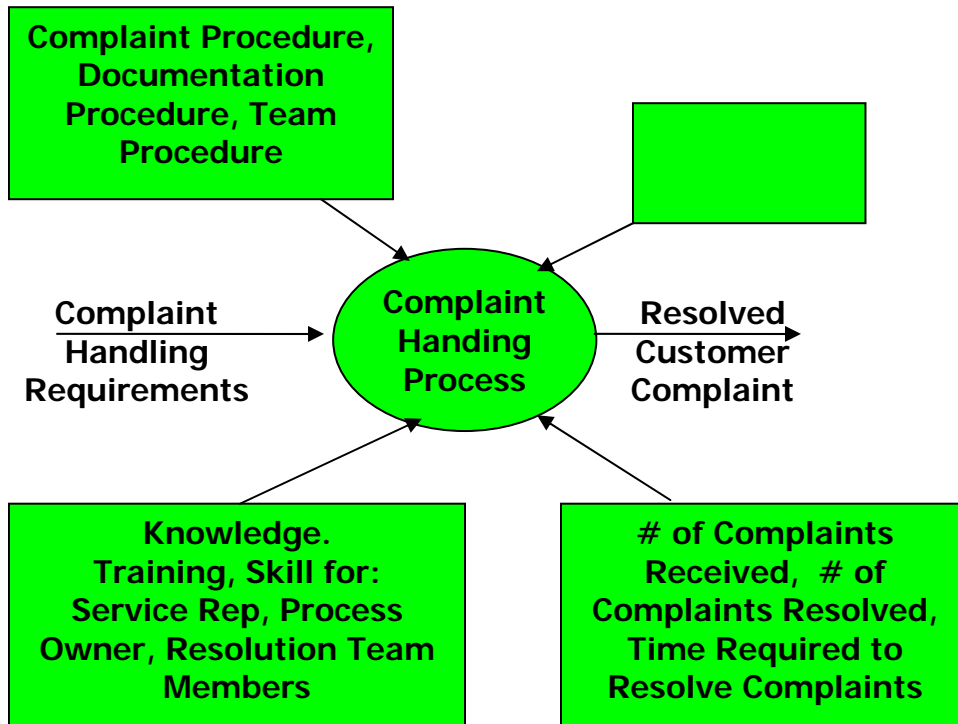 Complaint Procedure,
Documentation
Procedure, Team
Procedure
Complaint
Handling
Requirements
Complaint
Handing
Process
Resolved
Customer
Complaint
Knowledge.
Training, Skill for:
Service Rep, Process
Owner, Resolution Team
Members
# of Complaints
Received,  # of
Complaints Resolved,
Time Required to
Resolve Complaints